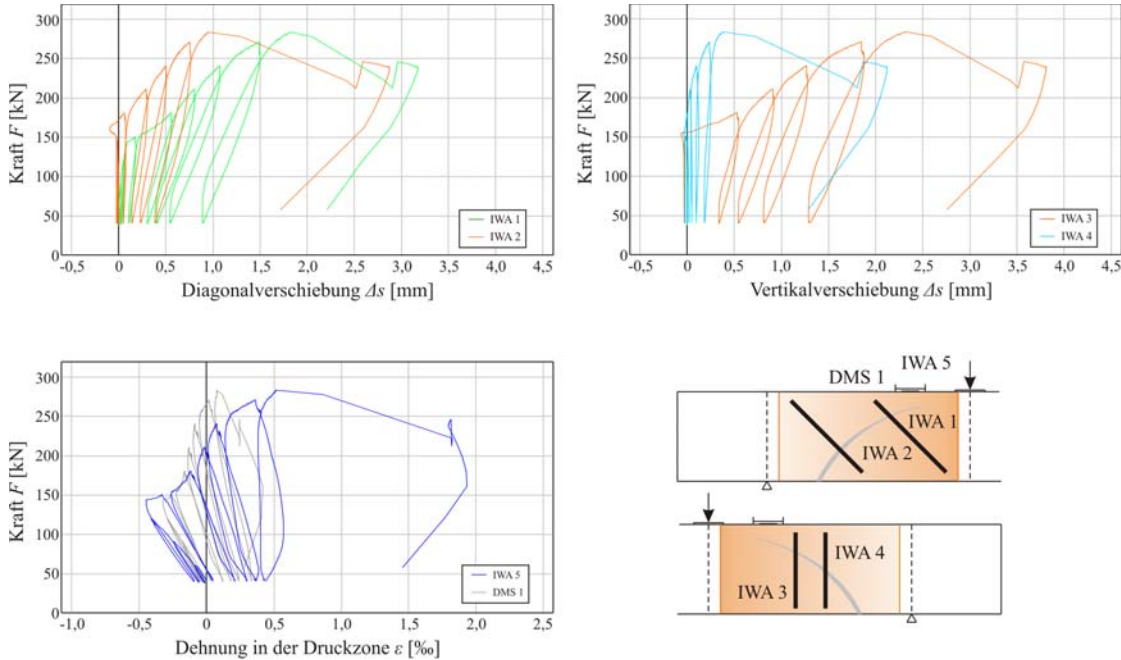 Kraft F [kN]
300
250
200
150
100
50
0
IWA 1
IWA 2
-0,5 0 0,5 1,0 1,5 2,0 2,5 3,0 3,5 4,0 4,5
Diagonalverschiebung Δs [mm]
Kraft F [kN]
300
250
200
150
100
50
0
IWA 3
IWA 4
-0,5 0 0,5 1,0 1,5 2,0 2,5 3,0 3,5 4,0 4,5
Vertikalverschiebung Δs [mm]
Kraft F [kN]
300
250
200
150
100
50
0
IWA 5
DMS 1
-1,0 0,5 0 0,5 1,0 1,5 2,0 2,5
Dehnung in der Druckzone ε [‰]
IWA 5
DMS 1
IWA 1
IWA 2
IWA 4
IWA 3